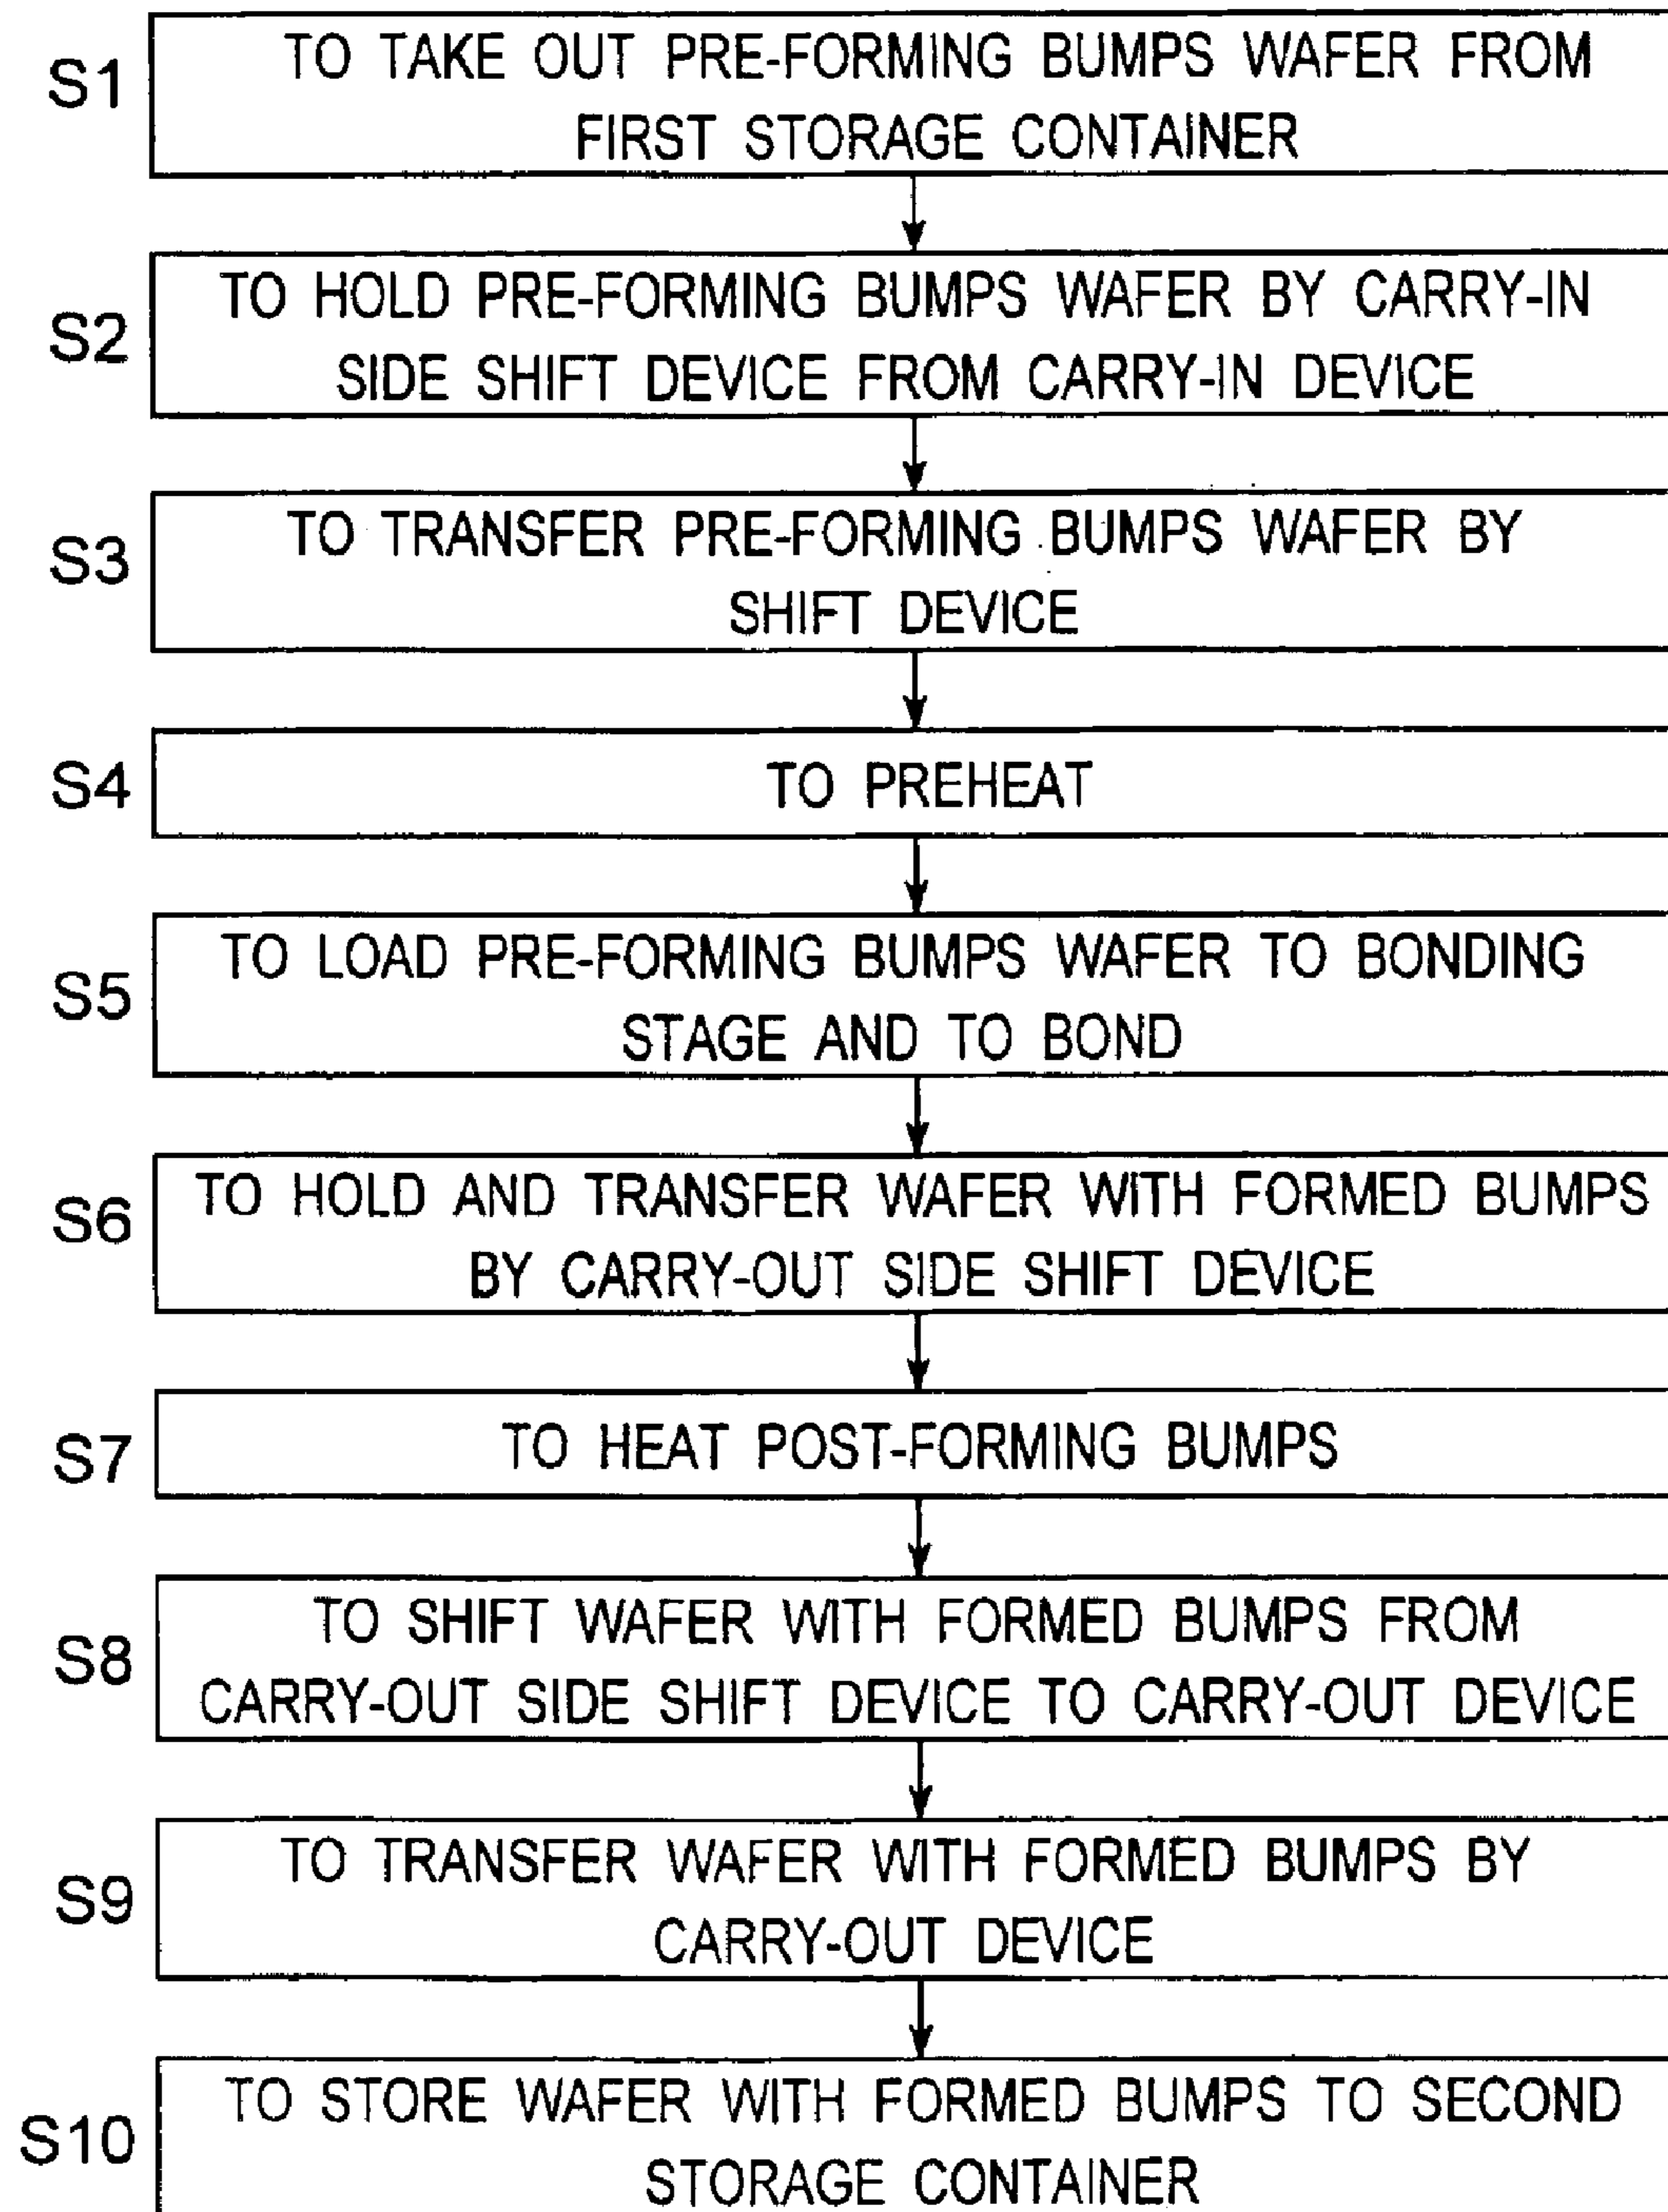 S1
TO TAKE OUT PRE-FORMING BUMPS WAFER FROM
FIRST STORAGE CONTAINER
S2
TO HOLD PRE-FORMING BUMPS WAFER BY CARRY-IN
SIDE SHIFT DEVICE FROM CARRY-IN DEVICE
S3
TO TRANSFER PRE-FORMING BUMPS WAFER BY
SHIFT DEVICE
S4
TO PREHEAT
S5
TO LOAD PRE-FORMING BUMPS WAFER TO BONDING
STAGE AND TO BOND
S6
TO HOLD AND TRANSFER WAFER WITH FORMED BUMPS
BY CARRY-OUT SIDE SHIFT DEVICE
S7
TO HEAT POST-FORMING BUMPS
S8
TO SHIFT WAFER WITH FORMED BUMPS FROM
CARRY-OUT SIDE SHIFT DEVICE TO CARRY-OUT DEVICE
S9
TO TRANSFER WAFER WITH FORMED BUMPS BY
CARRY-OUT DEVICE
S10
TO STORE WAFER WITH FORMED BUMPS TO SECOND
STORAGE CONTAINER